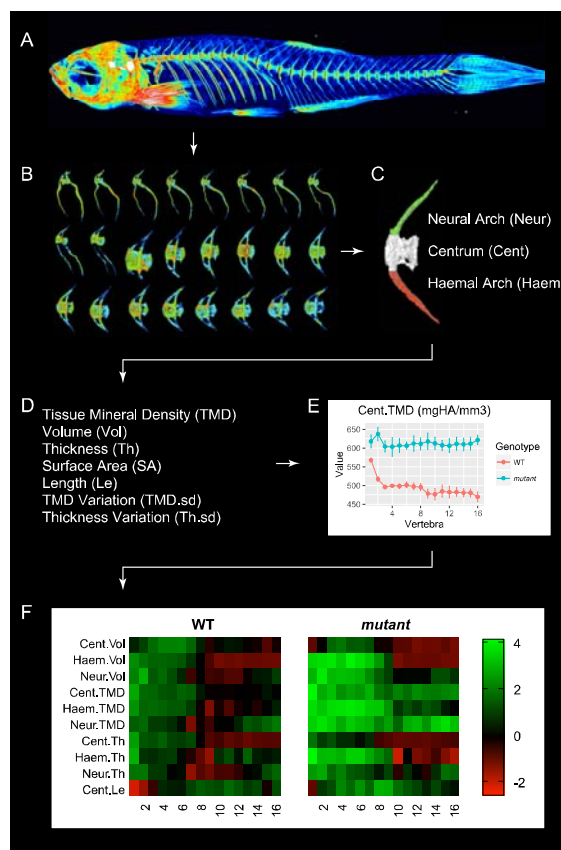 A
B
C
Neural Arch (Neur)
Centrum (Cent)
Haemal Arch (Haem
D
Tissue Mineral Density (TMD)
Volume (Vol)
Thickness (Th)
Surface Area (SA)
Length (Le)
TMD Variation (TMD.sd)
Thickness Variation (Th.sd)
E
Cent.TMD (mgHA/mm3)
Value
650
600
550
500
450
4
8
12
16
Vertebra
Genotype
WT
mutant
F
WT
mutant
Cent.Vol
Haem.Vol
Neur.Vol
Cent.TMD
Haem.TMD
Neur.TMD
Cent.Th
Haem.Th
Neur.Th
Cent.Le
2 4 6 8 10 12 14 16
2 4 6 8 10 12 14 16
4
2
0
-2